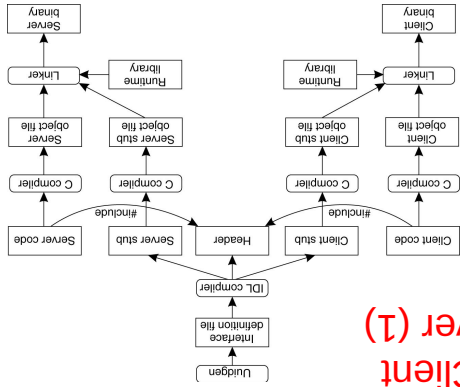 Client
ver (1)
Uuidgen
Interface
definition file
IDL compiler
Client code
Client stub
Header
Server stub
Server code
#include
#include
C compiler
C compiler
C compiler
C compiler
Client
object file
Client stub
object file
Server stub
object file
Server
object file
Linker
Runtime
library
Runtime
library
Linker
Client
binary
Server
binary